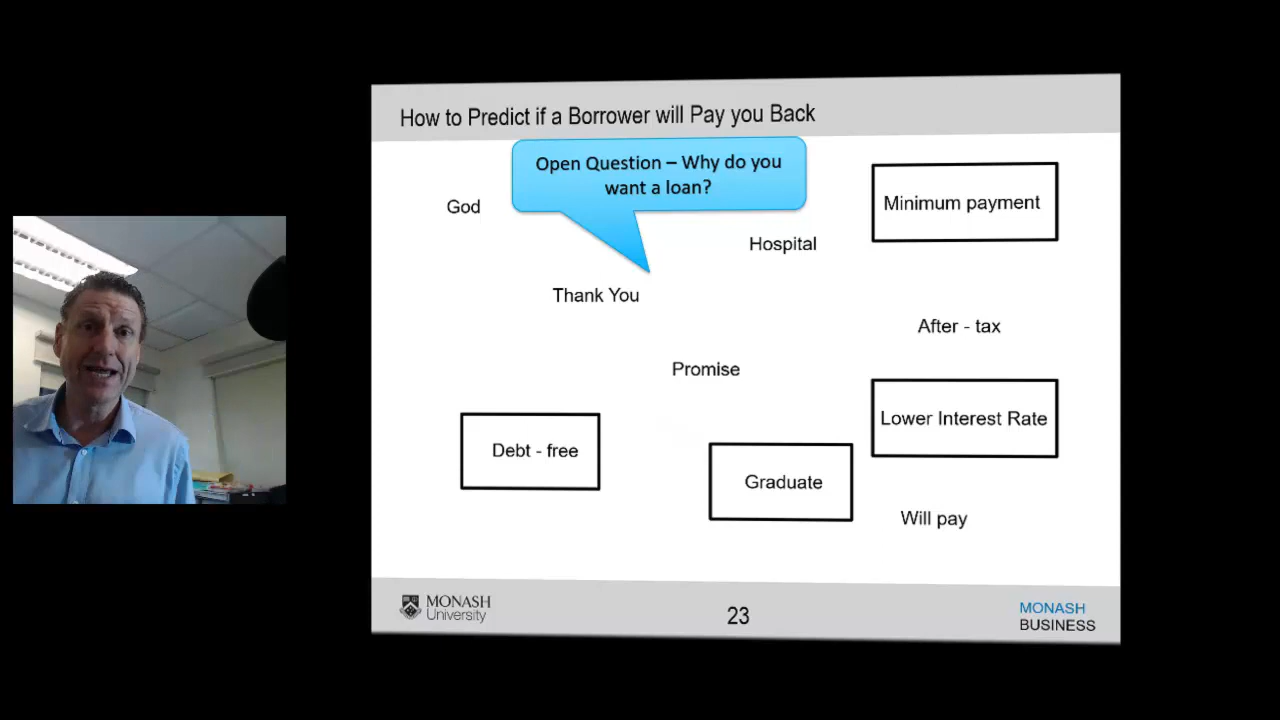 How to Predict if a Borrower will Pay you Back
Open Question – Why do you
want a loan?
God
Minimum payment
Hospital
Thank You
After - tax
Promise
Lower Interest Rate
Debt - free
Graduate
Will pay
MONASH
University
23
MONASH
BUSINESS